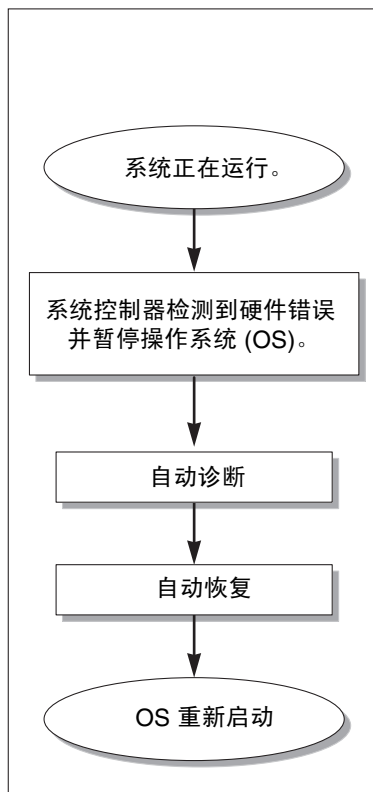 系统正在运行。
系统控制器检测到硬件错误
并暂停操作系统 (OS)。
自动诊断
自动恢复
OS 重新启动